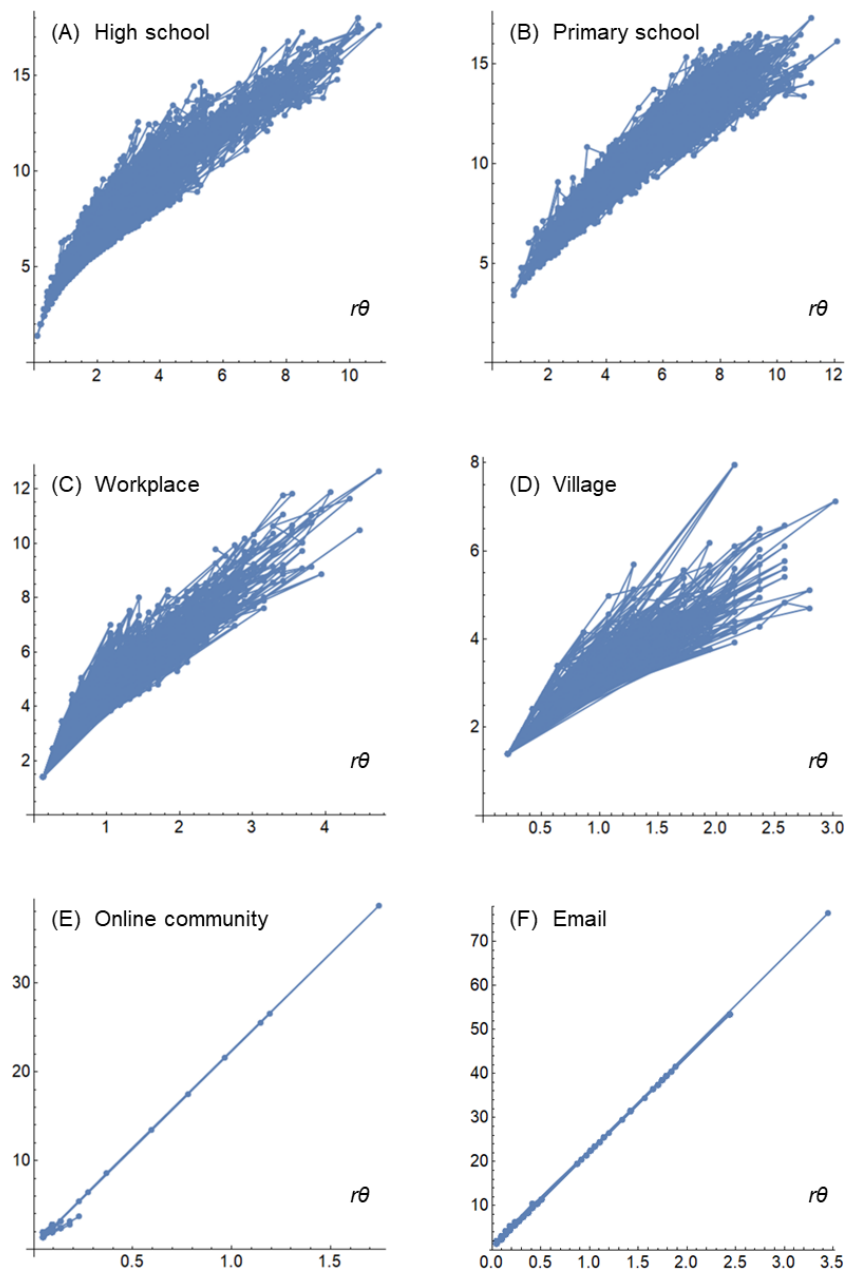 (A) High school
15
10
5
rθ
2 4 6 8 10
(B) Primary school
15
10
5
rθ
2 4 6 8 10 12
(C) Workplace
12
10
8
6
4
2
rθ
1 2 3 4
(D) Village
8
6
4
2
rθ
0.5 1.0 1.5 2.0 2.5 3.0
(E) Online community
30
20
10
rθ
0.5 1.0 1.5
(F) Email
70
60
50
40
30
20
10
rθ
0.0 0.5 1.0 1.5 2.0 2.5 3.0 3.5